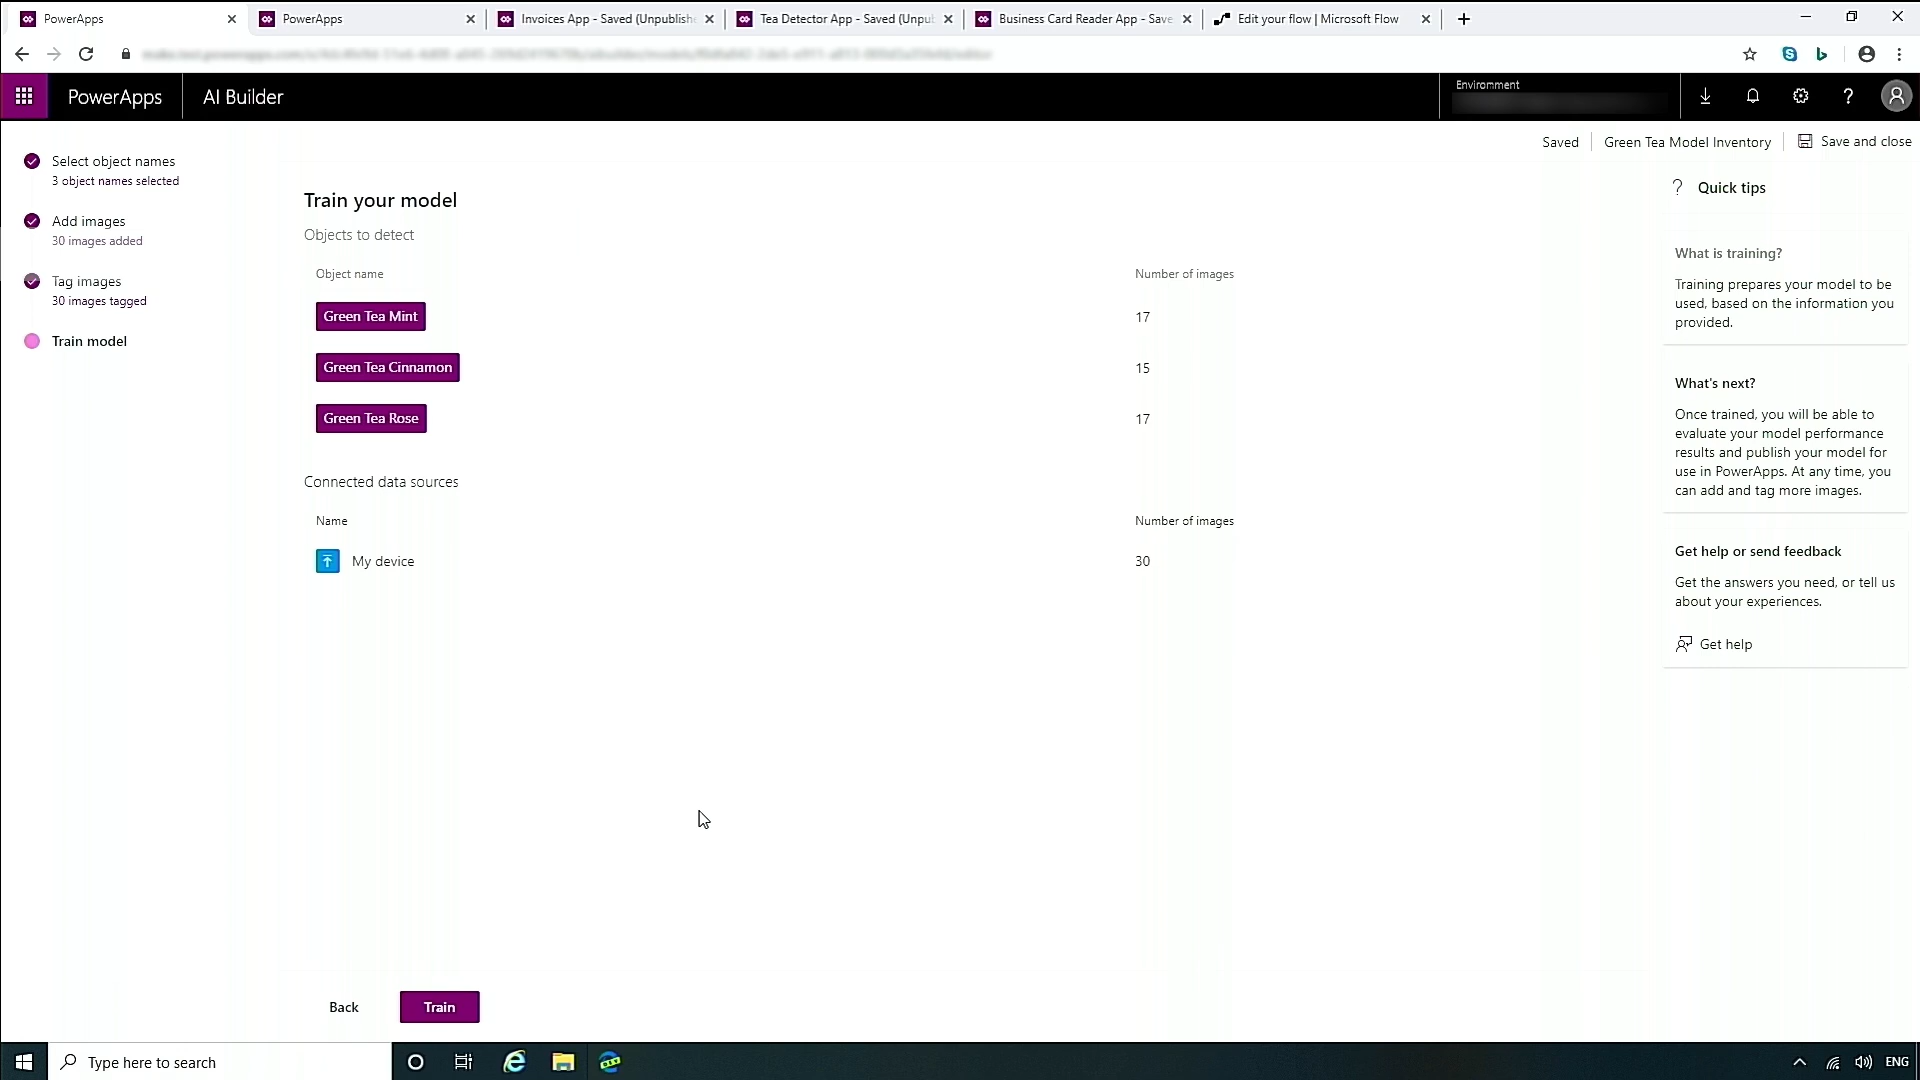 PowerApps
PowerApps
Invoices App - Saved (Unpublishe
Tea Detector App - Saved (Unpub
Business Card Reader App - Save
Edit your flow | Microsoft Flow
PowerApps
AI Builder
Environment
Saved
Green Tea Model Inventory
Save and close
Select object names
3 object names selected
Add images
30 images added
Tag images
30 images tagged
Train model
Train your model
Objects to detect
Object name
Number of images
Green Tea Mint
17
Green Tea Cinnamon
15
Green Tea Rose
17
Connected data sources
Name
Number of images
My device
30
Back
Train
? Quick tips
What is training?
Training prepares your model to be
used, based on the information you
provided.
What's next?
Once trained, you will be able to
evaluate your model performance
results and publish your model for
use in PowerApps. At any time, you
can add and tag more images.
Get help or send feedback
Get the answers you need, or tell us
about your experiences.
Get help
Type here to search
ENG